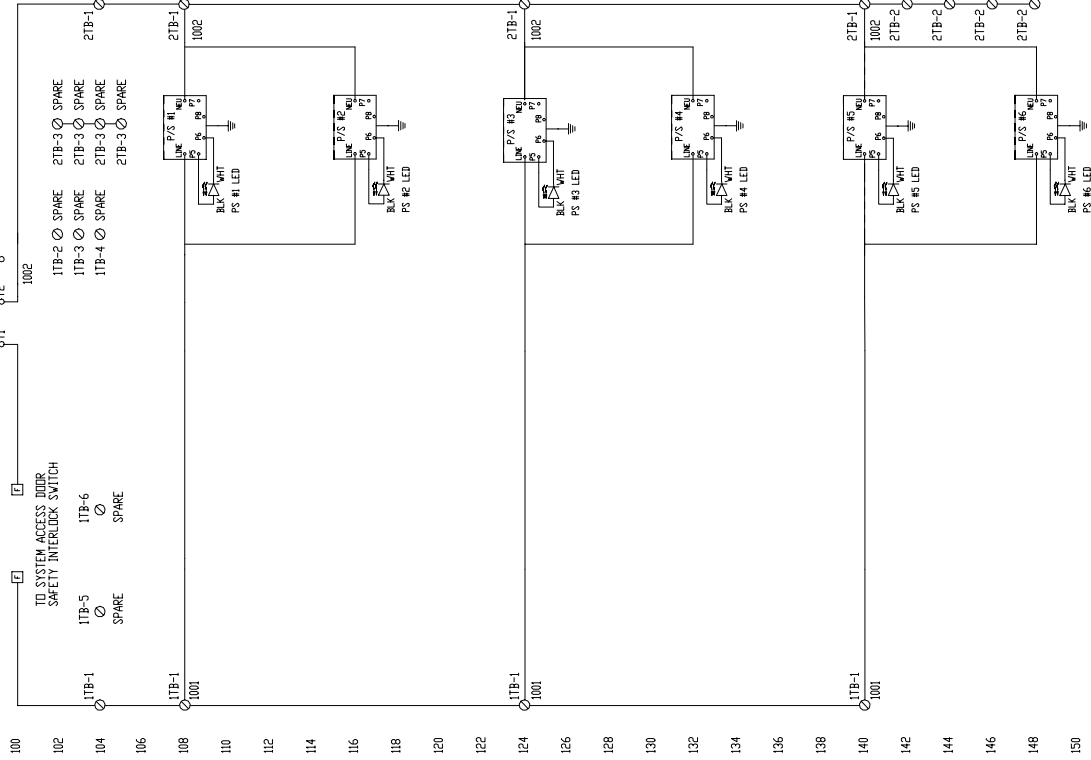 100
102
104
106
108
110
112
114
116
118
120
122
124
126
128
130
132
134
136
138
140
142
144
146
148
150
F
F
TO SYSTEM ACCESS DOOR
SAFETY INTERLOCK SWITCH
1002
1TB-1
1TB-5
SPARE
1TB-6
SPARE
1TB-2 SPARE
1TB-3 SPARE
1TB-4 SPARE
2TB-3 SPARE
2TB-3 SPARE
2TB-3 SPARE
2TB-3 SPARE
2TB-1
1TB-1
1001
2TB-1
1002
P/S #1
LINE
NEU
P5
P6
P8
P7
BLK
WHT
PS #1 LED
P/S #2
LINE
NEU
P5
P6
P8
P7
BLK
WHT
PS #2 LED
1TB-1
1001
2TB-1
1002
P/S #3
LINE
NEU
P5
P6
P8
P7
BLK
WHT
PS #3 LED
P/S #4
LINE
NEU
P5
P6
P8
P7
BLK
WHT
PS #4 LED
1TB-1
1001
2TB-1
1002
2TB-2
2TB-2
2TB-2
2TB-2
P/S #5
LINE
NEU
P5
P6
P8
P7
BLK
WHT
PS #5 LED
P/S #6
LINE
NEU
P5
P6
P8
P7
BLK
WHT
PS #6 LED